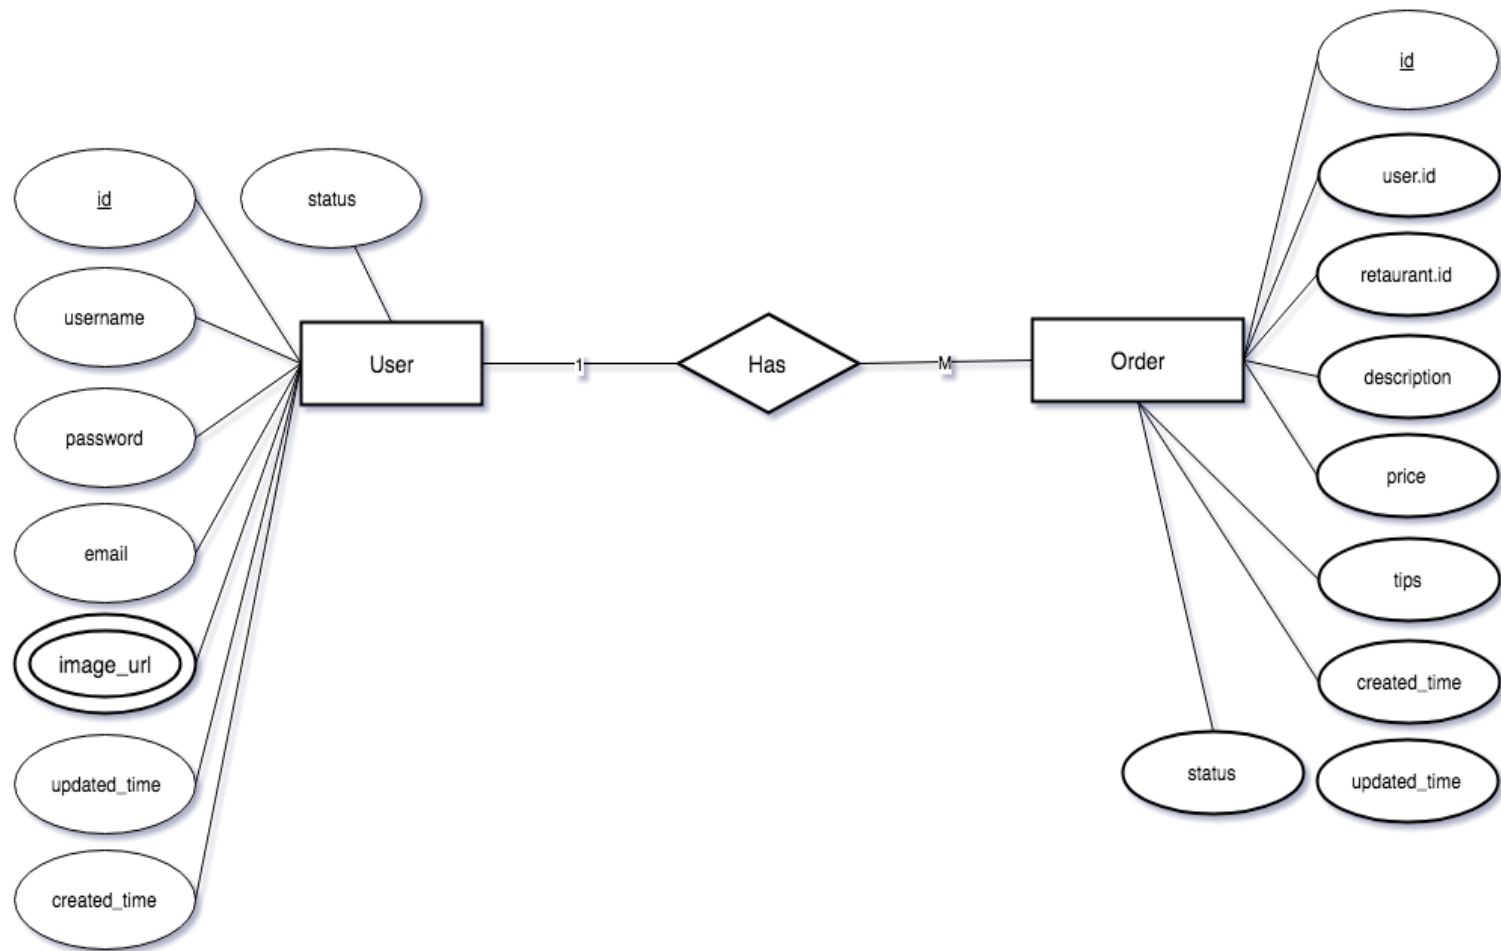 id
status
username
password
email
image_url
updated_time
created_time
User
1
Has
M
Order
id
user.id
retaurant.id
description
price
tips
created_time
status
updated_time